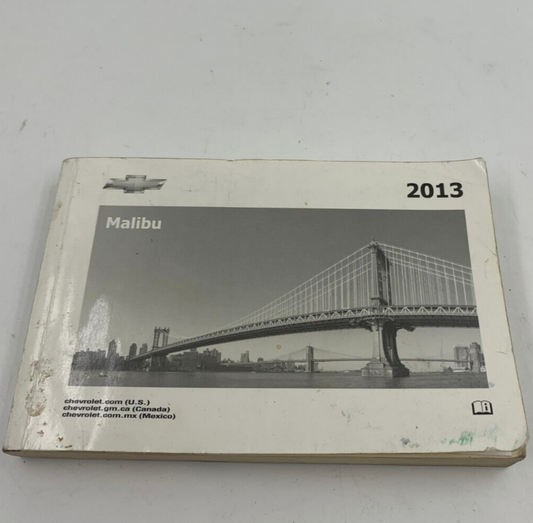 2013
Malibu
chevrolet.com (U.S.)
chevrolet.gm.ca (Canada)
chevrolet.com.mx (Mexico)